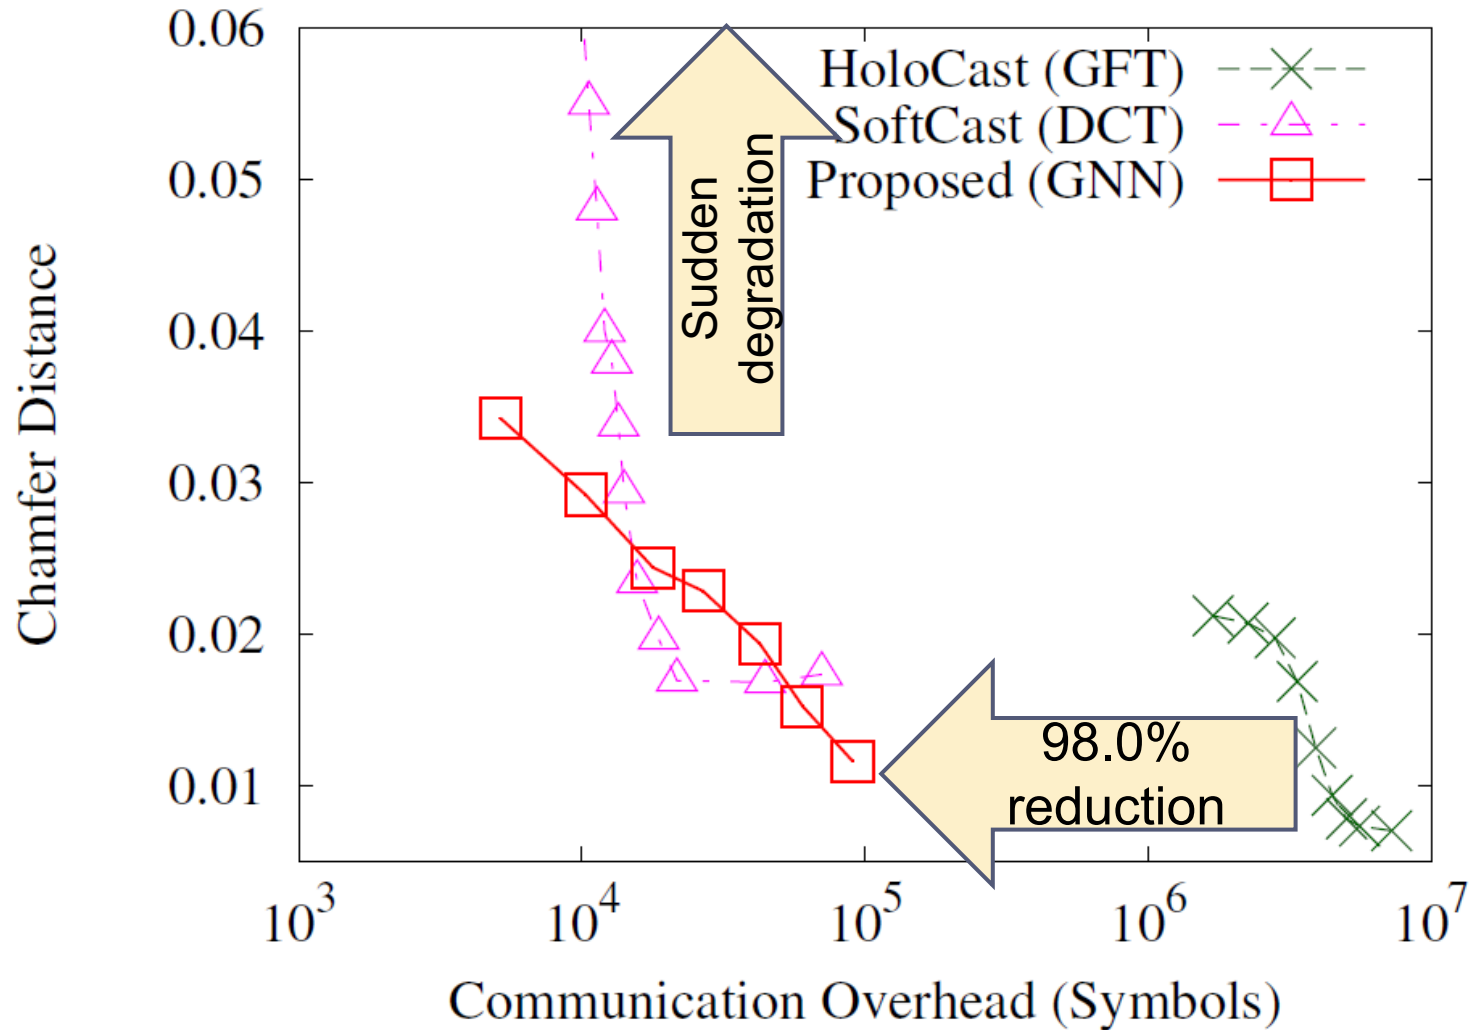 0.06
0.05
0.04
0.03
0.02
0.01
Chamfer Distance
HoloCast (GFT)
SoftCast (DCT)
Proposed (GNN)
Sudden
degradation
98.0%
reduction
10^3
10^4
10^5
10^6
10^7
Communication Overhead (Symbols)